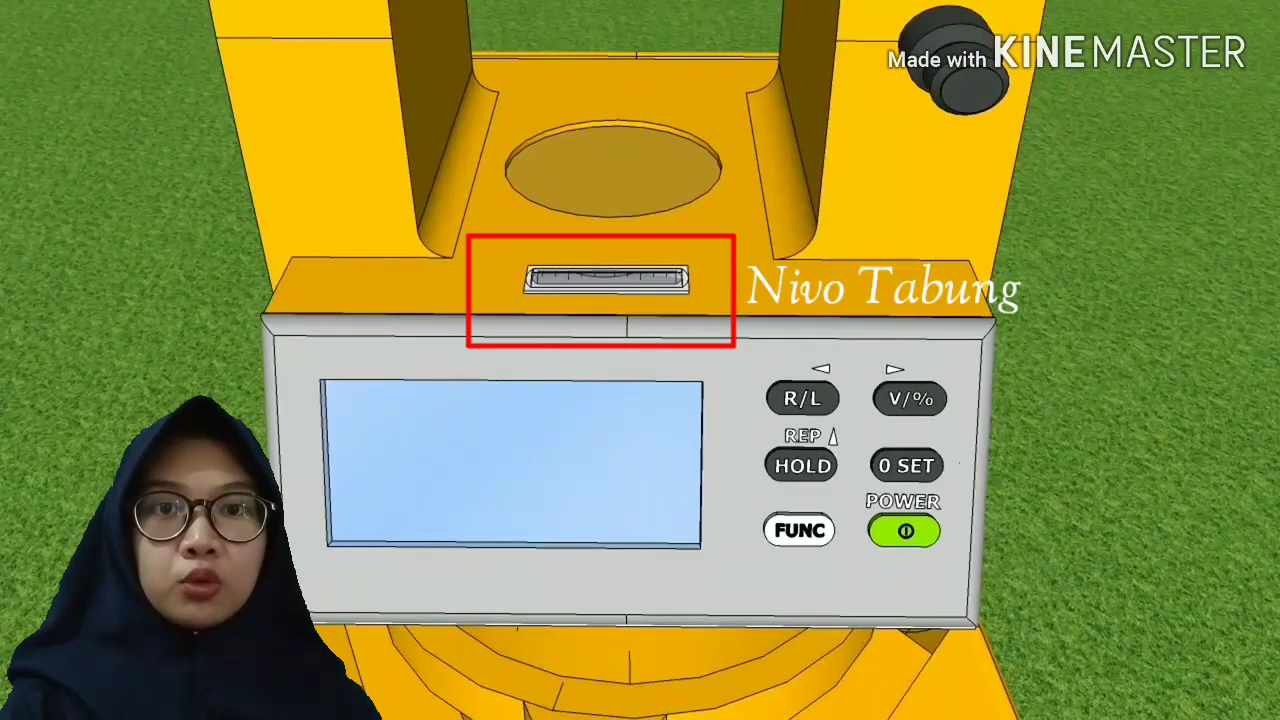 Made with KINEMASTER
Nivo Tabung
R/L
V/%
REP
HOLD
0 SET
POWER
FUNC